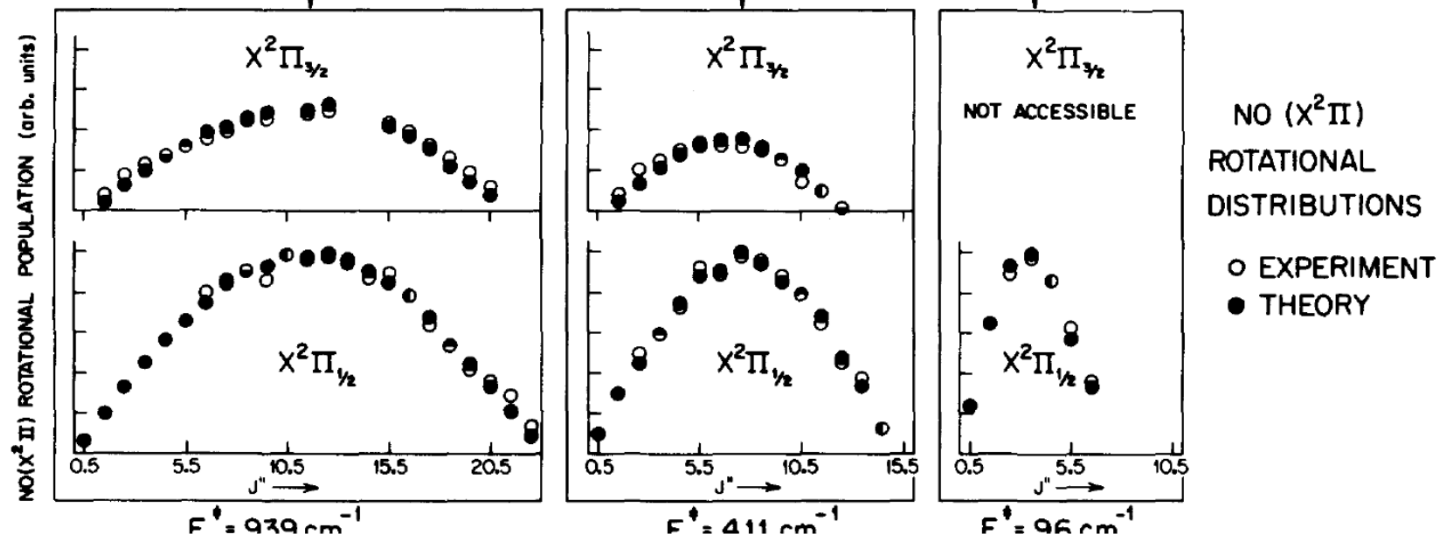 NO(X²Π) ROTATIONAL POPULATION (arb. units)
X²Π₃/₂
X²Π₁/₂
0.5 5.5 10.5 15.5 20.5
J" →
E‡ = 939 cm⁻¹
X²Π₃/₂
X²Π₁/₂
0.5 5.5 10.5 15.5
J" →
E‡ = 411 cm⁻¹
X²Π₃/₂
NOT ACCESSIBLE
X²Π₁/₂
0.5 5.5 10.5
J" →
E‡ = 96 cm⁻¹
NO (X²Π)
ROTATIONAL
DISTRIBUTIONS
○ EXPERIMENT
● THEORY